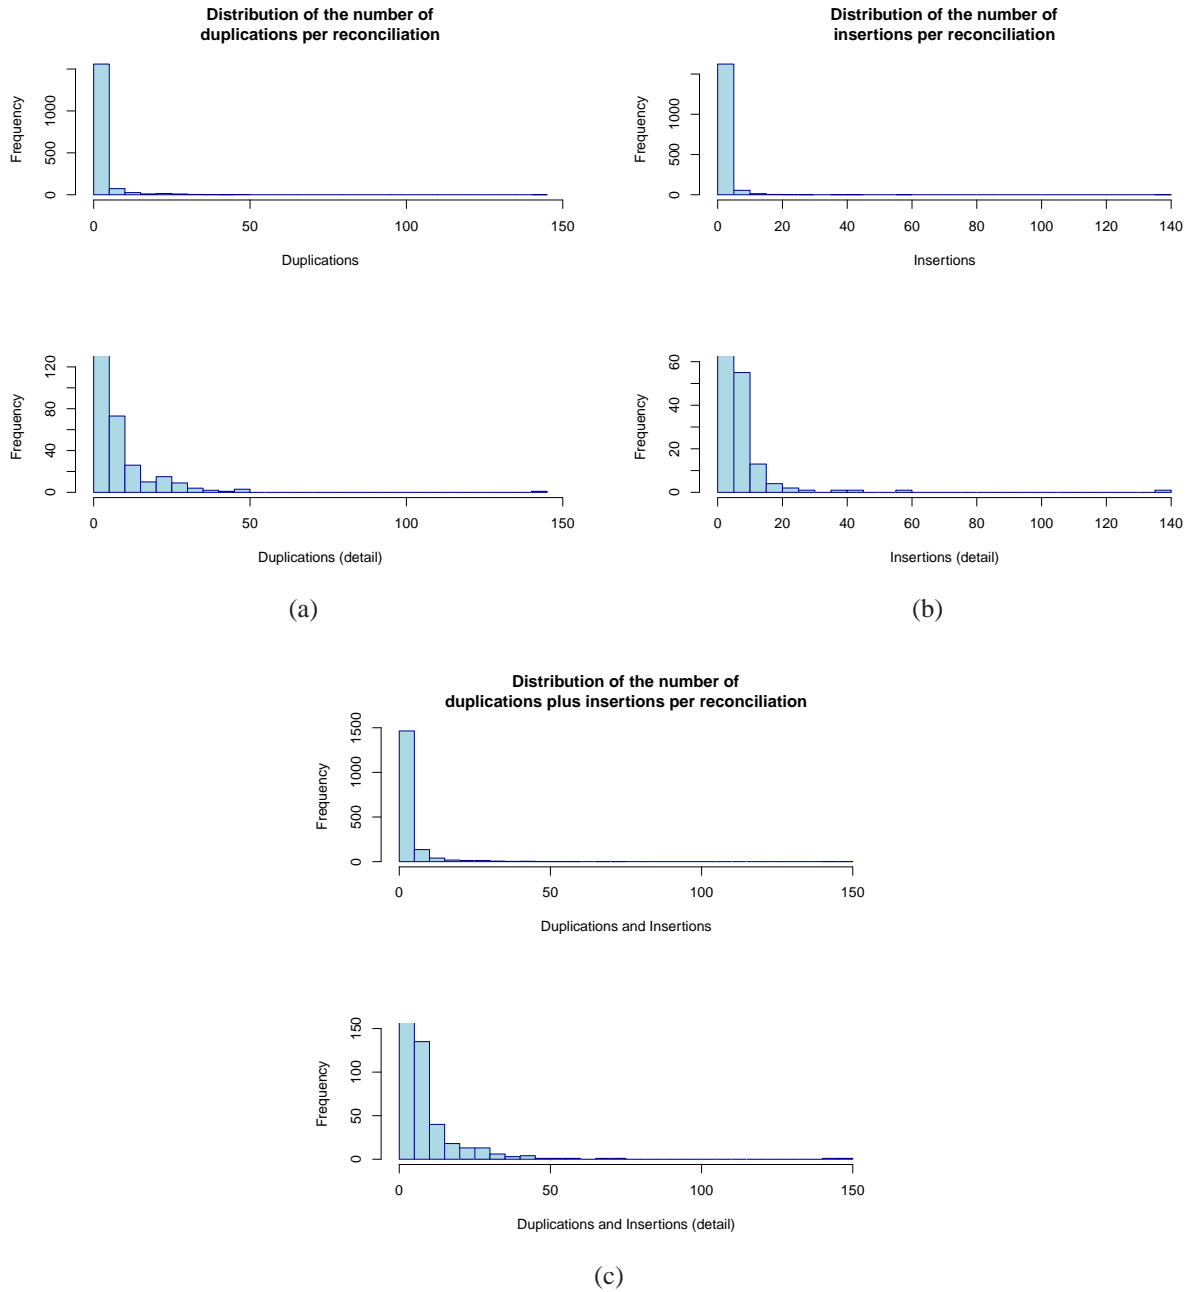 Distribution of the number of
duplications per reconciliation
Frequency
0
500
1000
0
50
100
150
Duplications
Frequency
0
40
80
120
0
50
100
150
Duplications (detail)
(a)
Distribution of the number of
insertions per reconciliation
Frequency
0
500
1000
0
20
40
60
80
100
120
140
Insertions
Frequency
0
20
40
60
0
20
40
60
80
100
120
140
Insertions (detail)
(b)
Distribution of the number of
duplications plus insertions per reconciliation
Frequency
0
500
1000
1500
0
50
100
150
Duplications and Insertions
Frequency
0
50
100
150
0
50
100
150
Duplications and Insertions (detail)
(c)